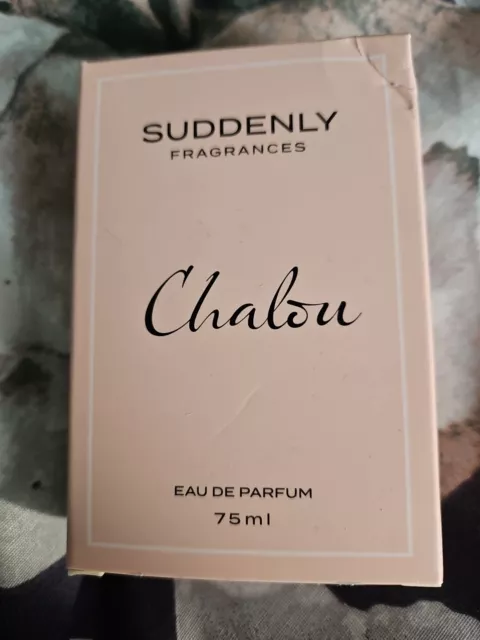 SUDDENLY
FRAGRANCES
Chalou
EAU DE PARFUM
75ml